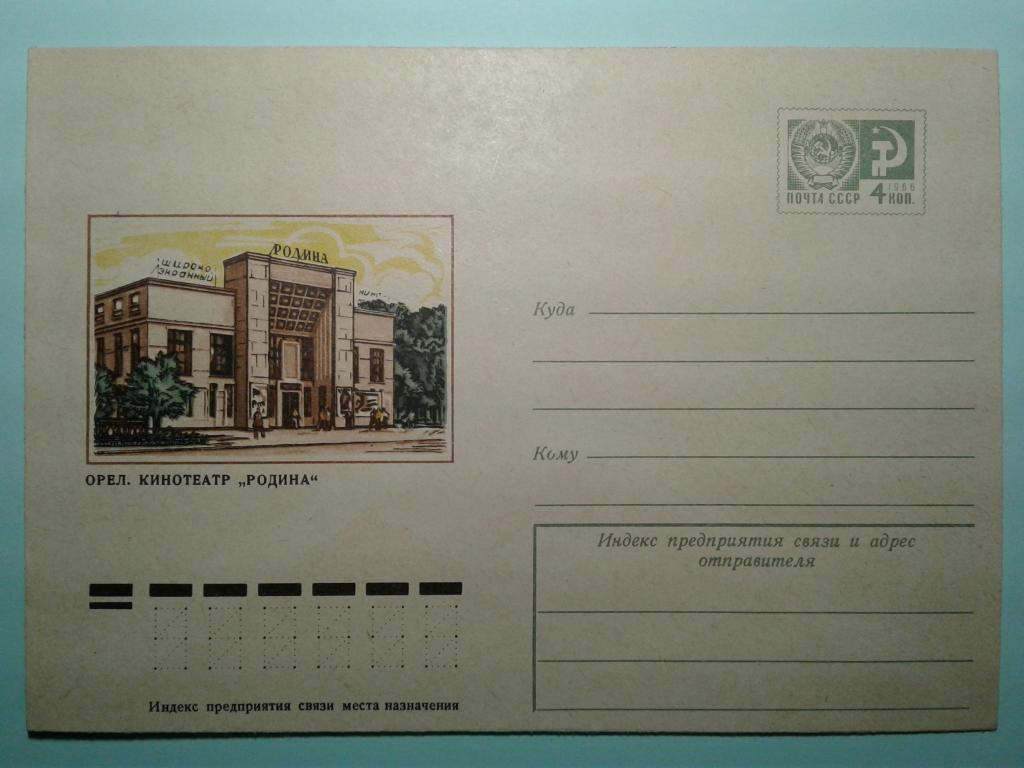 1966
ПОЧТА СССР 4 КОП.
РОДИНА
ШИРОКО
ЭКРАННЫЙ
ОРЕЛ. КИНОТЕАТР „РОДИНА“
Куда
Кому
Индекс предприятия связи и адрес
отправителя
Индекс предприятия связи места назначения